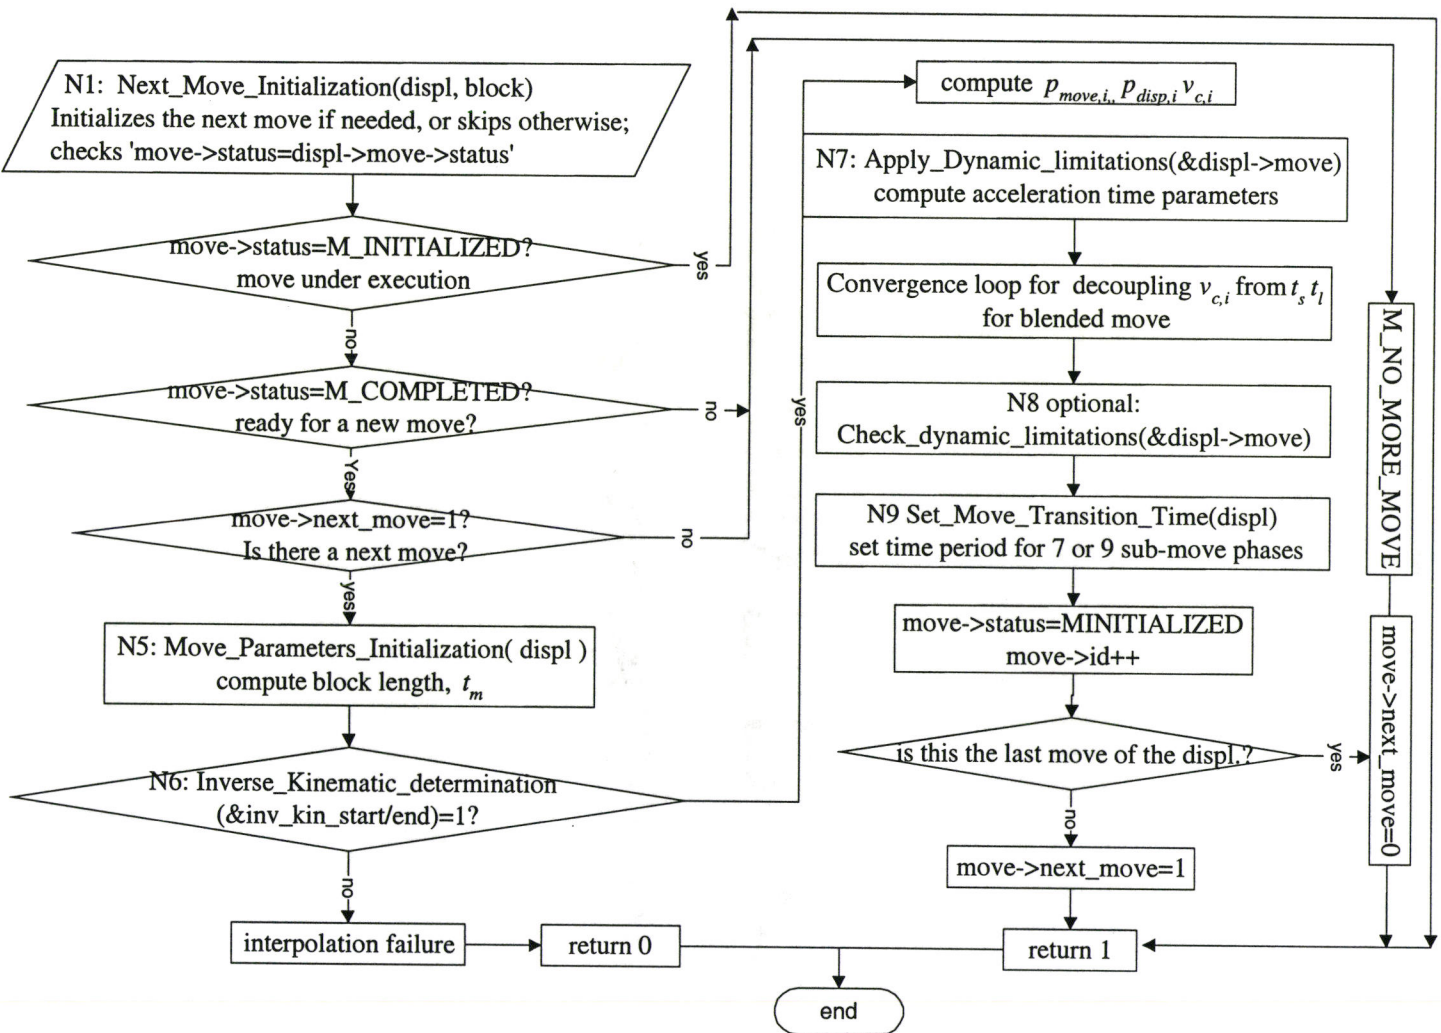 N1: Next_Move_Initialization(displ, block)
Initializes the next move if needed, or skips otherwise;
checks 'move->status=displ->move->status'
move->status=M_INITIALIZED?
move under execution
yes
no
move->status=M_COMPLETED?
ready for a new move?
no
Yes
move->next_move=1?
Is there a next move?
no
yes
N5: Move_Parameters_Initialization( displ )
compute block length, t_m
N6: Inverse_Kinematic_determination
(&inv_kin_start/end)=1?
yes
no
interpolation failure
return 0
compute p_move,i,, p_disp,i v_c,i
N7: Apply_Dynamic_limitations(&displ->move)
compute acceleration time parameters
Convergence loop for decoupling v_c,i from t_s t_l
for blended move
N8 optional:
Check_dynamic_limitations(&displ->move)
N9 Set_Move_Transition_Time(displ)
set time period for 7 or 9 sub-move phases
move->status=MINITIALIZED
move->id++
is this the last move of the displ.?
yes
no
move->next_move=1
return 1
M_NO_MORE_MOVE
move->next_move=0
end